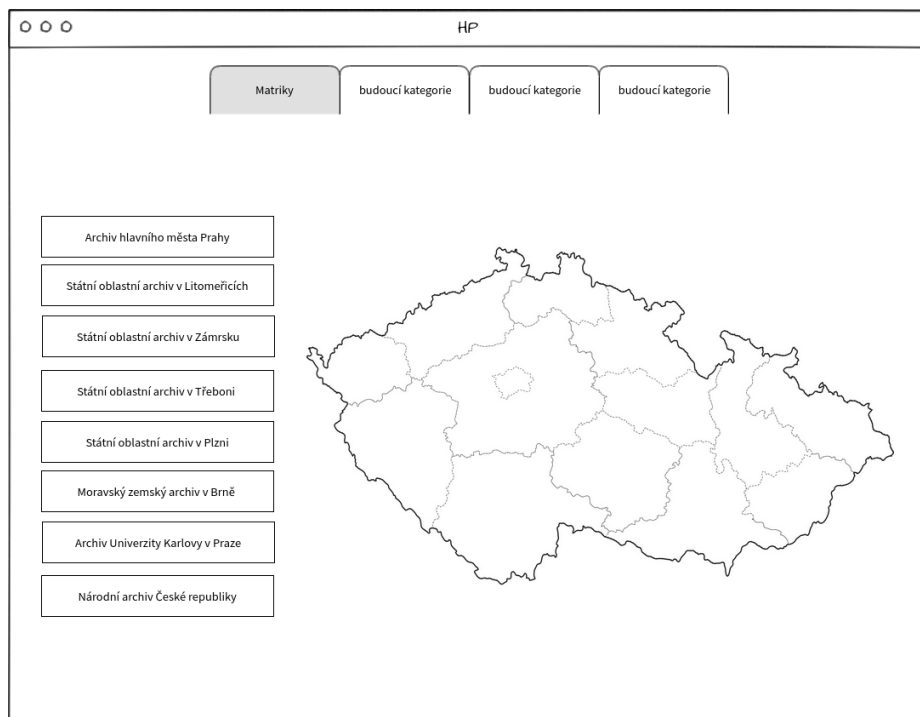 HP
Matriky
budoucí kategorie
budoucí kategorie
budoucí kategorie
Archiv hlavního města Prahy
Státní oblastní archiv v Litomeřicích
Státní oblastní archiv v Zámrsku
Státní oblastní archiv v Třeboni
Státní oblastní archiv v Plzni
Moravský zemský archiv v Brně
Archiv Univerzity Karlovy v Praze
Národní archiv České republiky